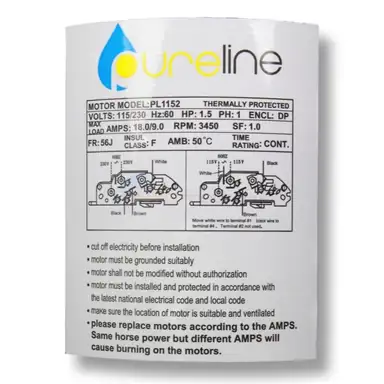 pureline
MOTOR MODEL:PL1152 THERMALLY PROTECTED
VOLTS: 115/230 Hz:60 HP: 1.5 PH: 1 ENCL: DP
MAX LOAD AMPS: 18.0/9.0 RPM: 3450 SF: 1.0
FR: 56J INSUL CLASS: F AMB: 50°C TIME RATING: CONT.
230V 230V White
115V 115V White
Black Brown
Black Brown
Move white wire to terminal #1 black wire to
terminal #4 . Terminal #2 not used.
• cut off electricity before installation
• motor must be grounded suitably
• motor shall not be modified without authorization
• motor must be installed and protected in accordance with
the latest national electrical code and local code
• make sure the location of motor is suitable and ventilated
• please replace motors according to the AMPS.
Same horse power but different AMPS will
cause burning on the motors.